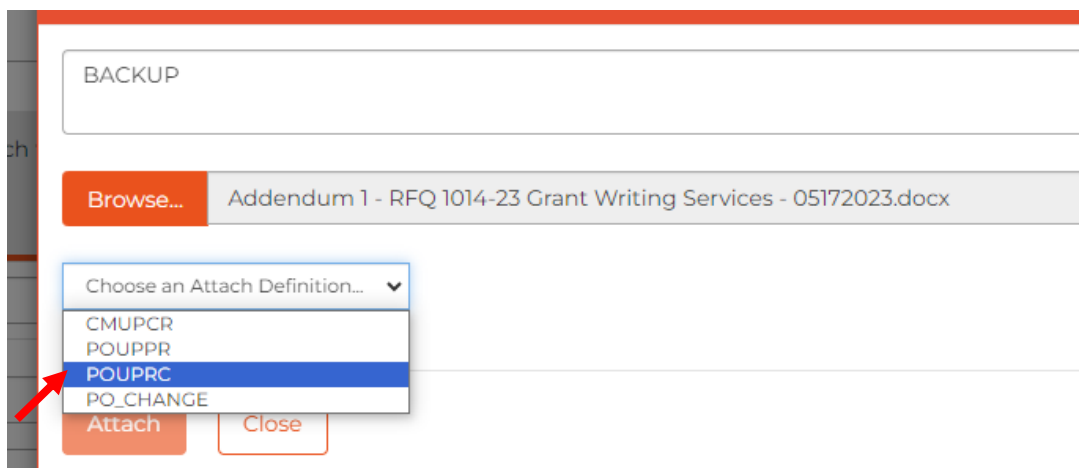 BACKUP
ch
Browse... Addendum 1 - RFQ 1014-23 Grant Writing Services - 05172023.docx
Choose an Attach Definition...
CMUPCR
POUPPR
POUPRC
PO_CHANGE
Attach Close